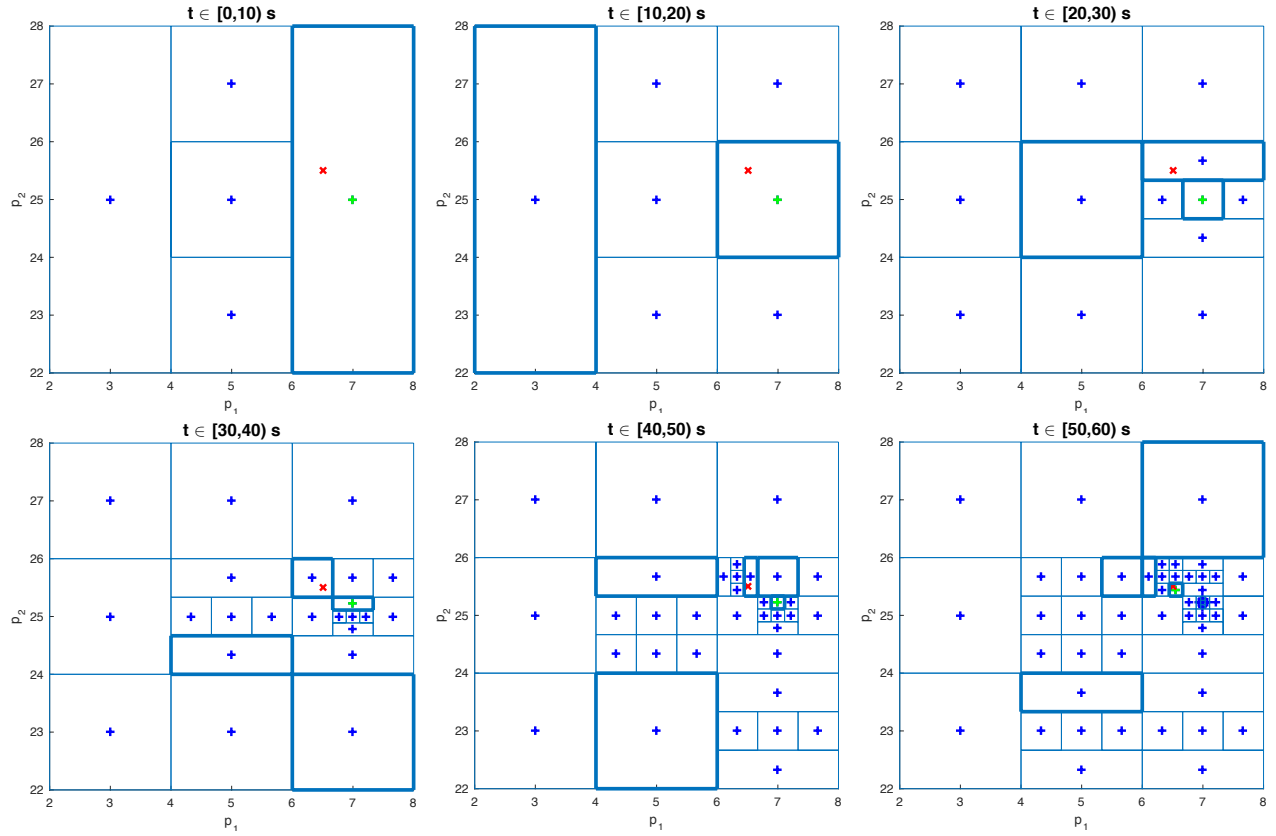 t ∈ [0,10) s
28
27
26
25
24
23
22
p₂
2 3 4 5 6 7 8
p₁
t ∈ [10,20) s
28
27
26
25
24
23
22
p₂
2 3 4 5 6 7 8
p₁
t ∈ [20,30) s
28
27
26
25
24
23
22
p₂
2 3 4 5 6 7 8
p₁
t ∈ [30,40) s
28
27
26
25
24
23
22
p₂
2 3 4 5 6 7 8
p₁
t ∈ [40,50) s
28
27
26
25
24
23
22
p₂
2 3 4 5 6 7 8
p₁
t ∈ [50,60) s
28
27
26
25
24
23
22
p₂
2 3 4 5 6 7 8
p₁